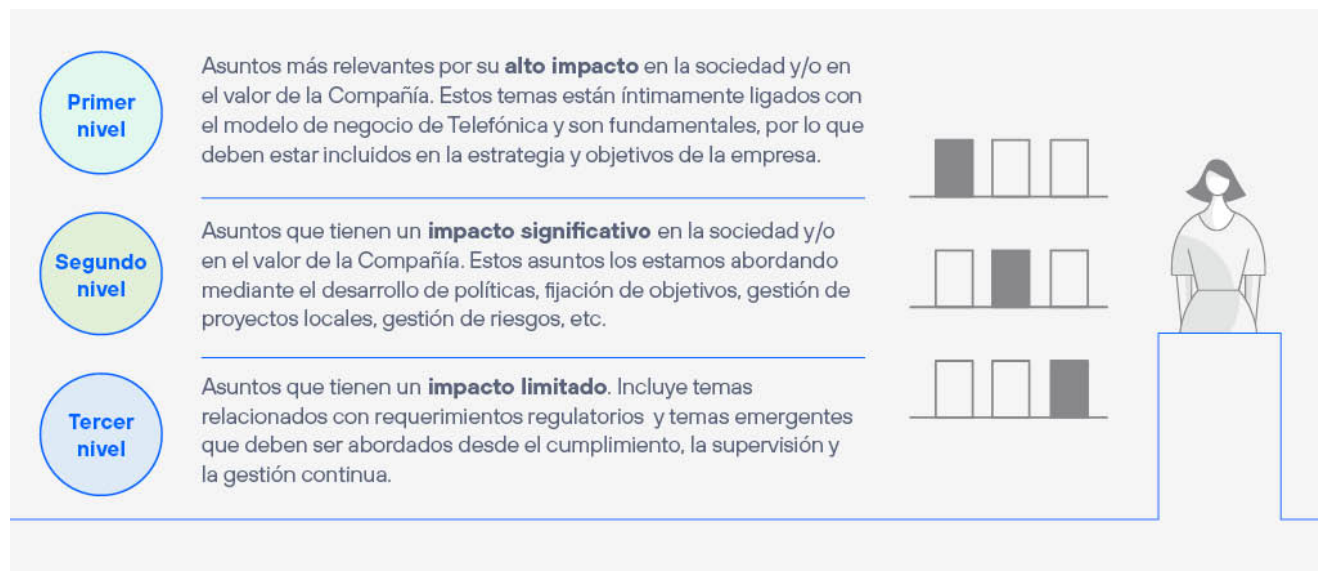 Primer
nivel
Asuntos más relevantes por su alto impacto en la sociedad y/o en
el valor de la Compañía. Estos temas están íntimamente ligados con
el modelo de negocio de Telefónica y son fundamentales, por lo que
deben estar incluidos en la estrategia y objetivos de la empresa.
Segundo
nivel
Asuntos que tienen un impacto significativo en la sociedad y/o
en el valor de la Compañía. Estos asuntos los estamos abordando
mediante el desarrollo de políticas, fijación de objetivos, gestión de
proyectos locales, gestión de riesgos, etc.
Tercer
nivel
Asuntos que tienen un impacto limitado. Incluye temas
relacionados con requerimientos regulatorios y temas emergentes
que deben ser abordados desde el cumplimiento, la supervisión y
la gestión continua.